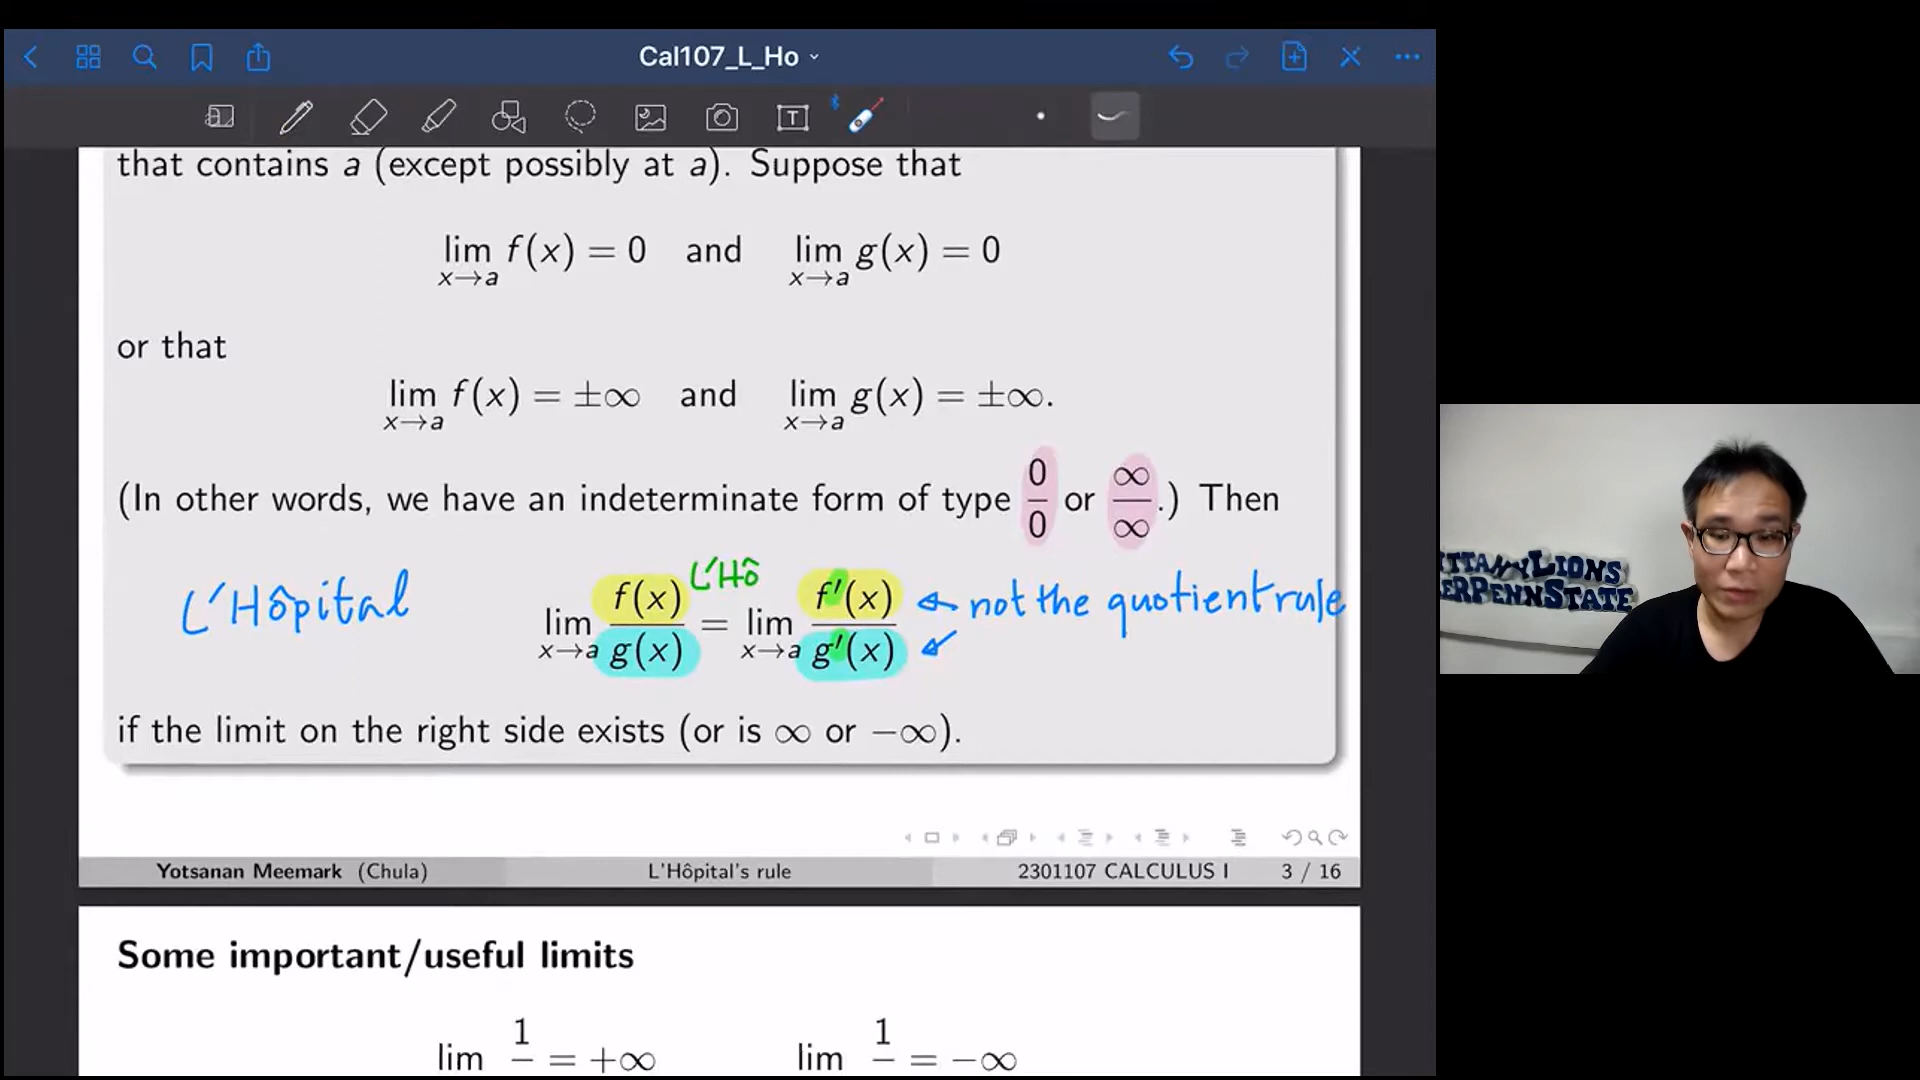 Cal107_L_Ho
T
that contains a (except possibly at a). Suppose that
lim x→a f(x) = 0 and lim x→a g(x) = 0
or that
lim x→a f(x) = ±∞ and lim x→a g(x) = ±∞.
(In other words, we have an indeterminate form of type 0/0 or ∞/∞.) Then
L'Hôpital lim x→a f(x)/g(x) L'Hô = lim x→a f'(x)/g'(x) not the quotient rule
if the limit on the right side exists (or is ∞ or −∞).
Yotsanan Meemark (Chula) L'Hôpital's rule 2301107 CALCULUS I 3 / 16
Some important/useful limits
lim 1 = +∞ lim 1 = −∞
LIONS
PENNSTATE